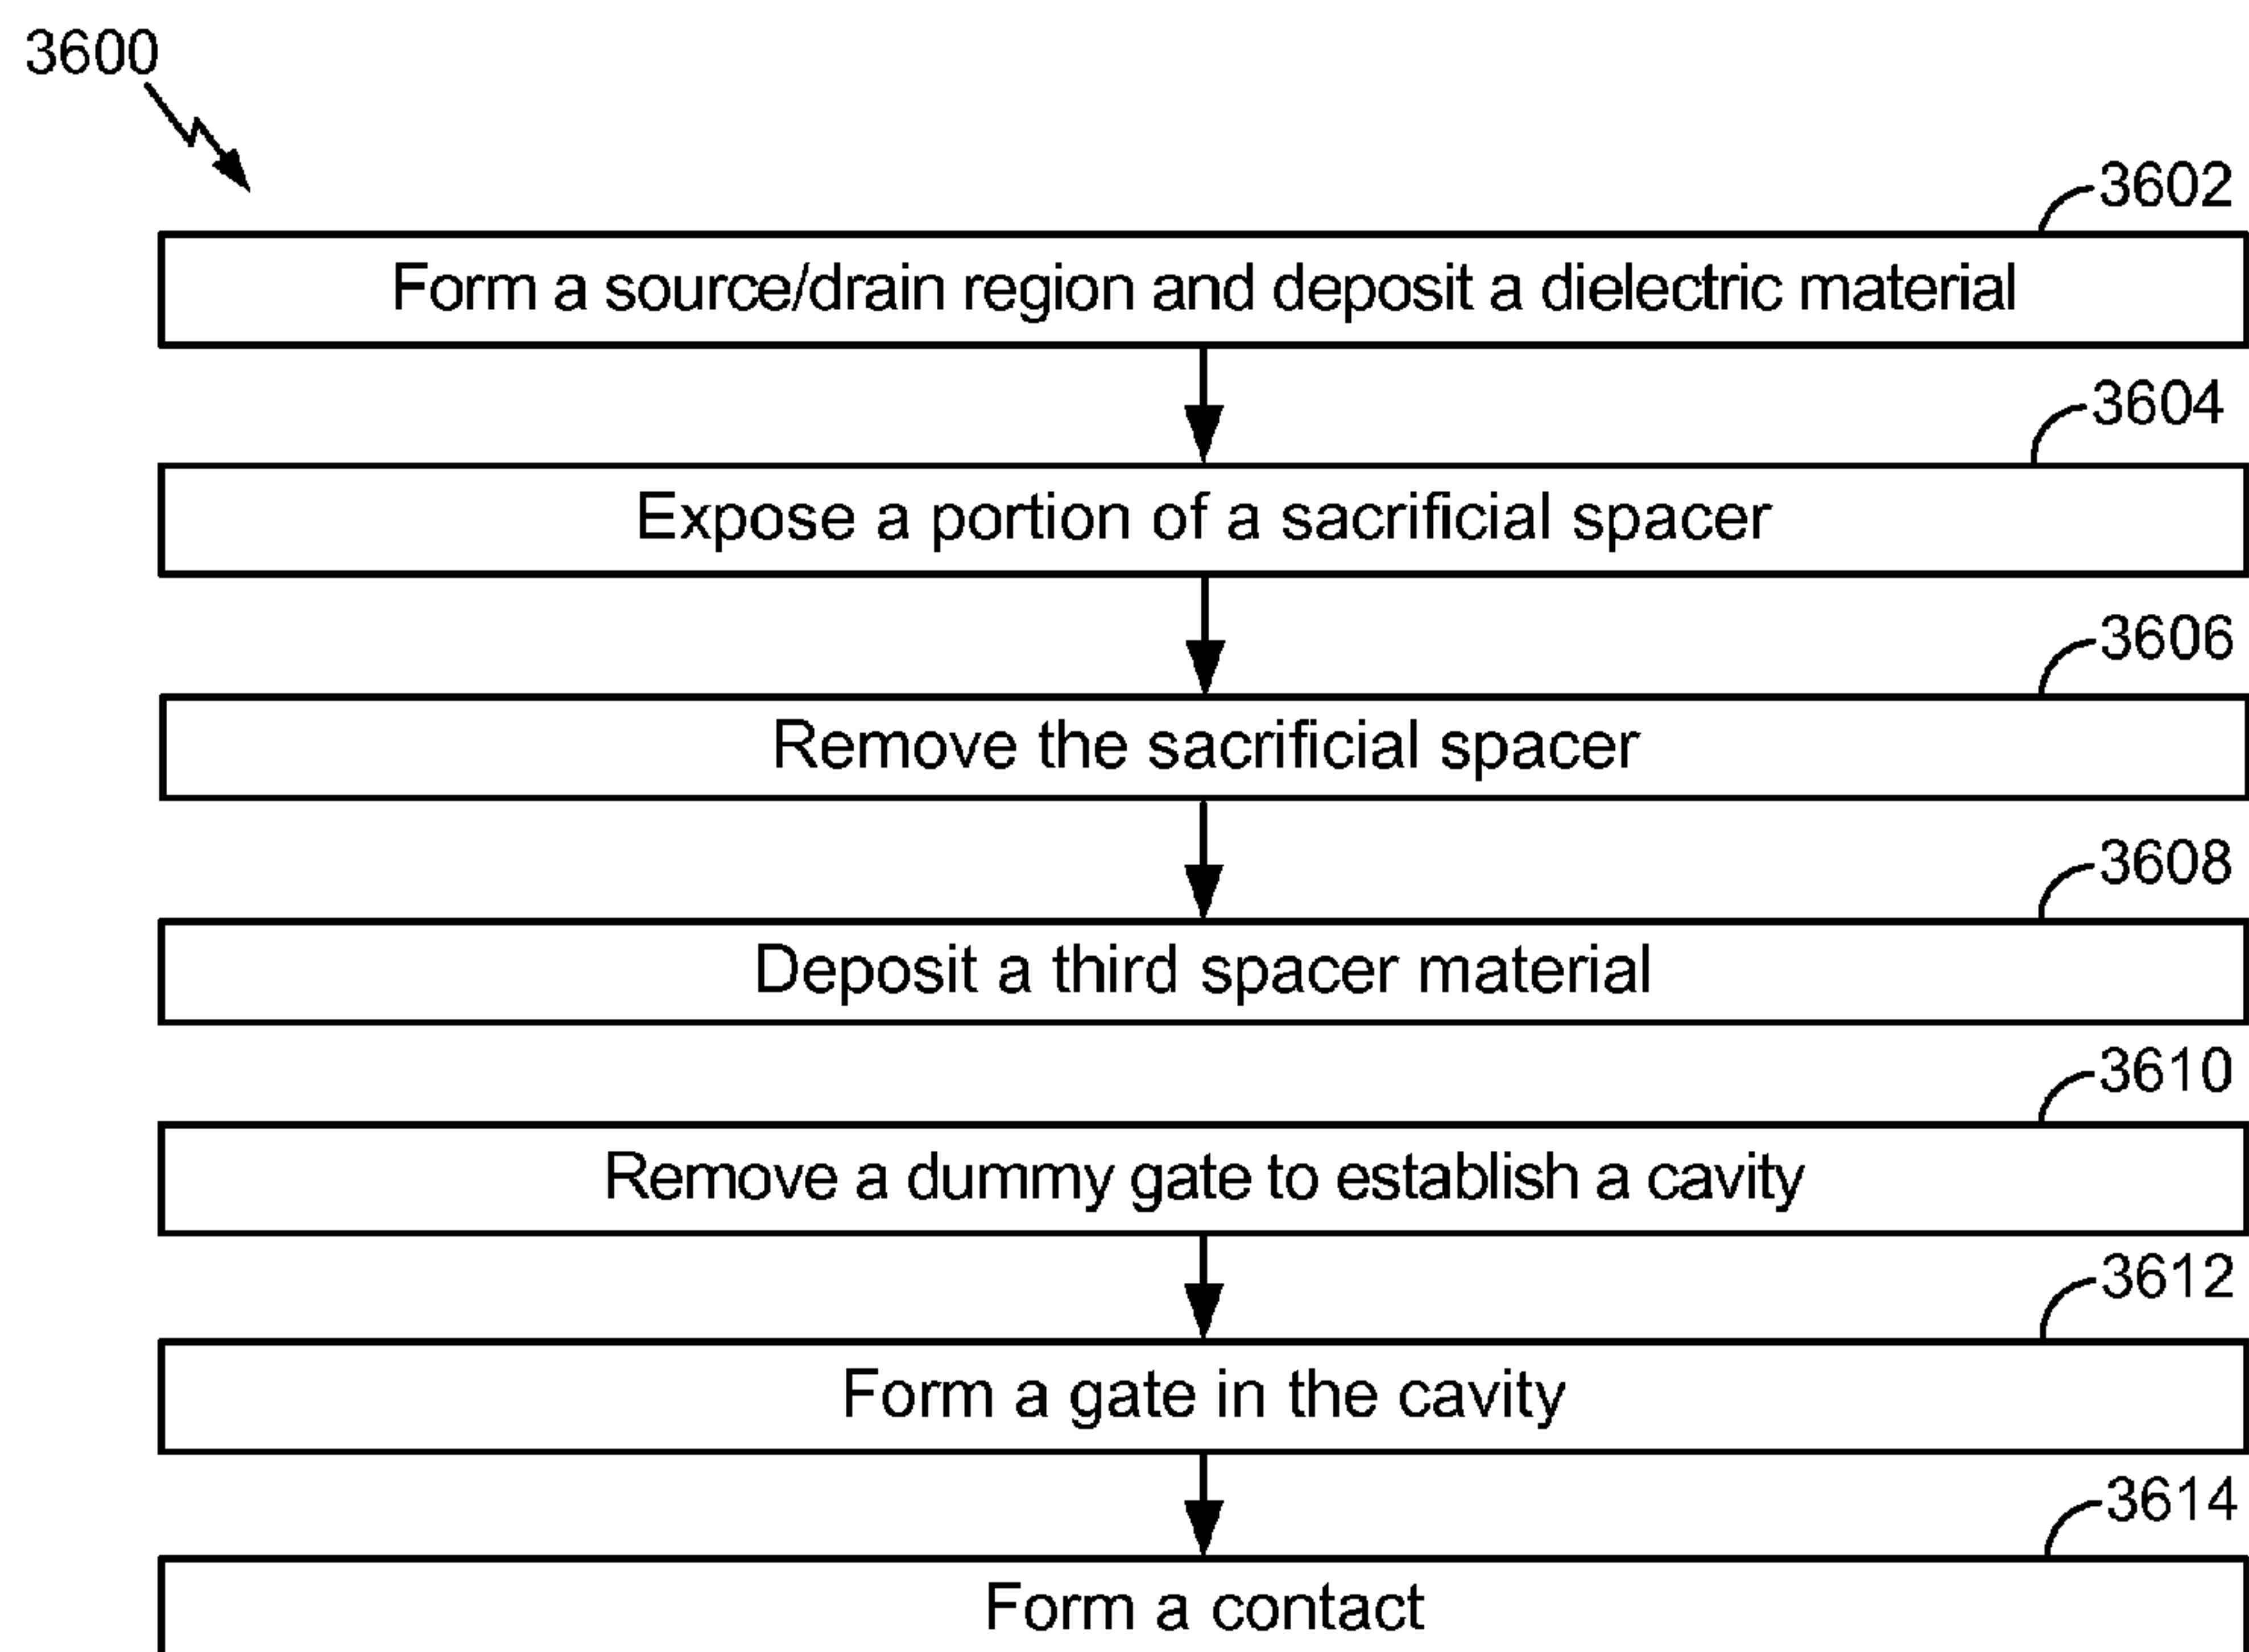 3600
3602
Form a source/drain region and deposit a dielectric material
3604
Expose a portion of a sacrificial spacer
3606
Remove the sacrificial spacer
3608
Deposit a third spacer material
3610
Remove a dummy gate to establish a cavity
3612
Form a gate in the cavity
3614
Form a contact